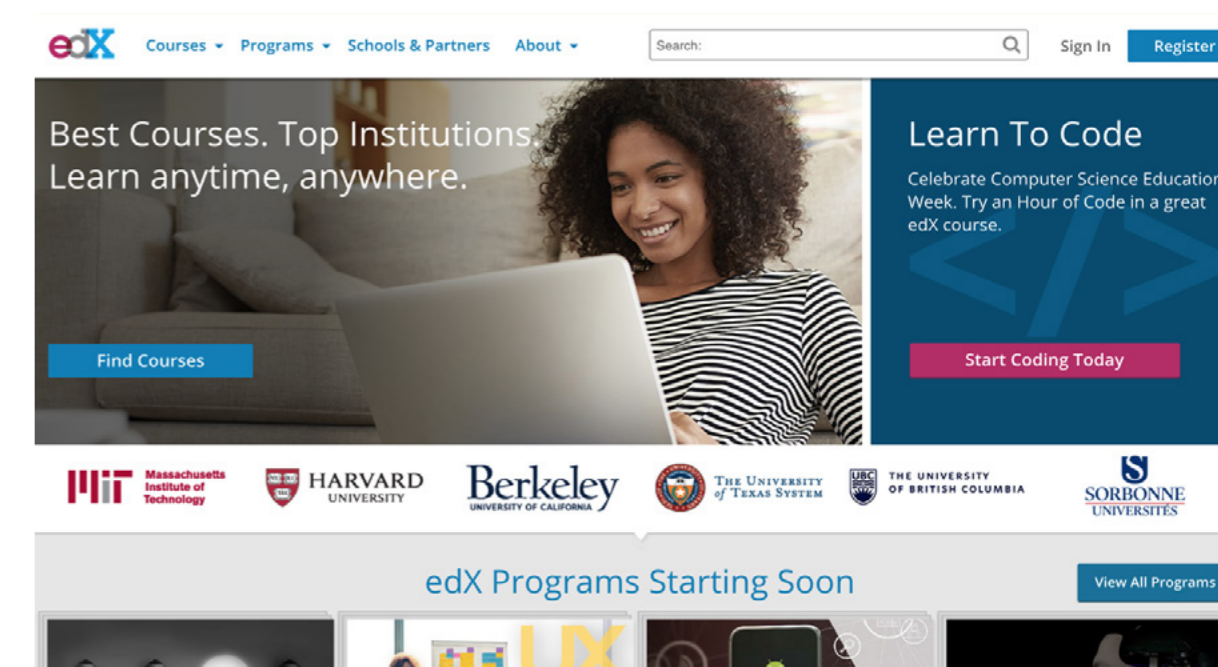 edX
Courses
Programs
Schools & Partners
About
Search:
Sign In
Register
Best Courses. Top Institutions.
Learn anytime, anywhere.
Find Courses
Learn To Code
Celebrate Computer Science Education
Week. Try an Hour of Code in a great
edX course.
</>
Start Coding Today
Massachusetts
Institute of
Technology
HARVARD
UNIVERSITY
Berkeley
UNIVERSITY OF CALIFORNIA
THE UNIVERSITY
of TEXAS SYSTEM
UBC
THE UNIVERSITY
OF BRITISH COLUMBIA
S
SORBONNE
UNIVERSITÉS
edX Programs Starting Soon
View All Programs
UX